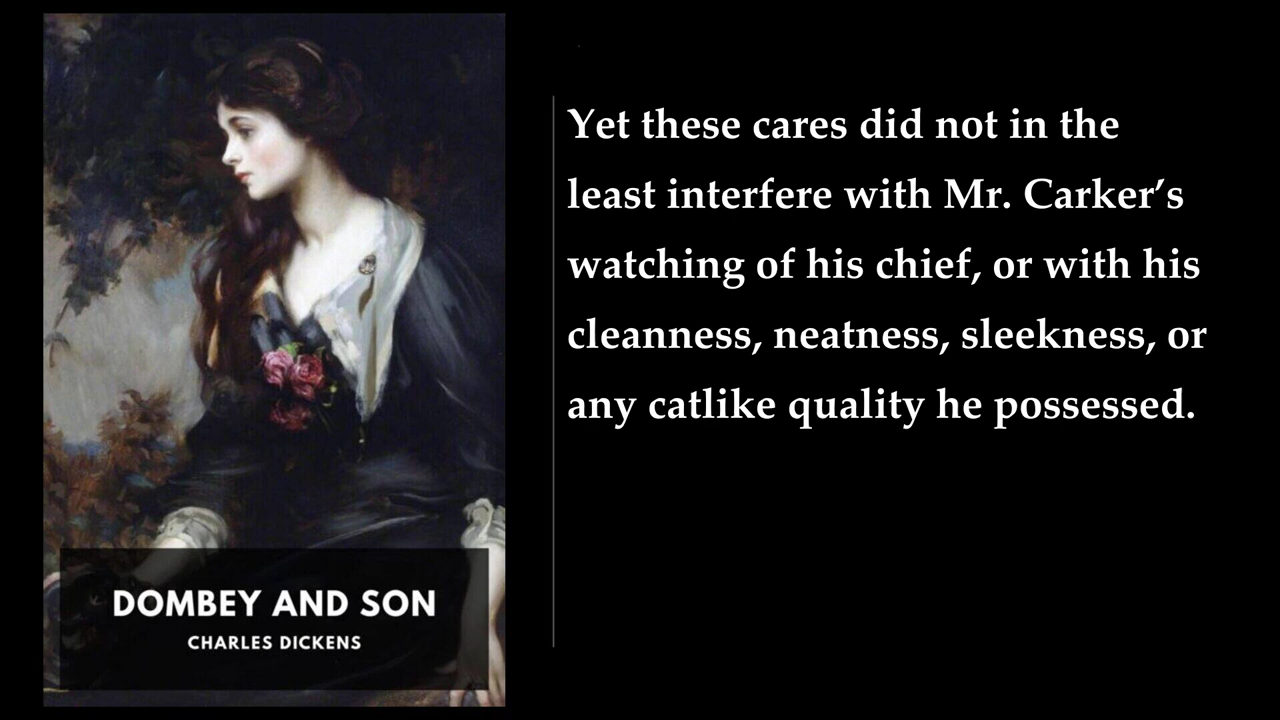 Yet these cares did not in the
least interfere with Mr. Carker’s
watching of his chief, or with his
cleanness, neatness, sleekness, or
any catlike quality he possessed.
DOMBEY AND SON
CHARLES DICKENS